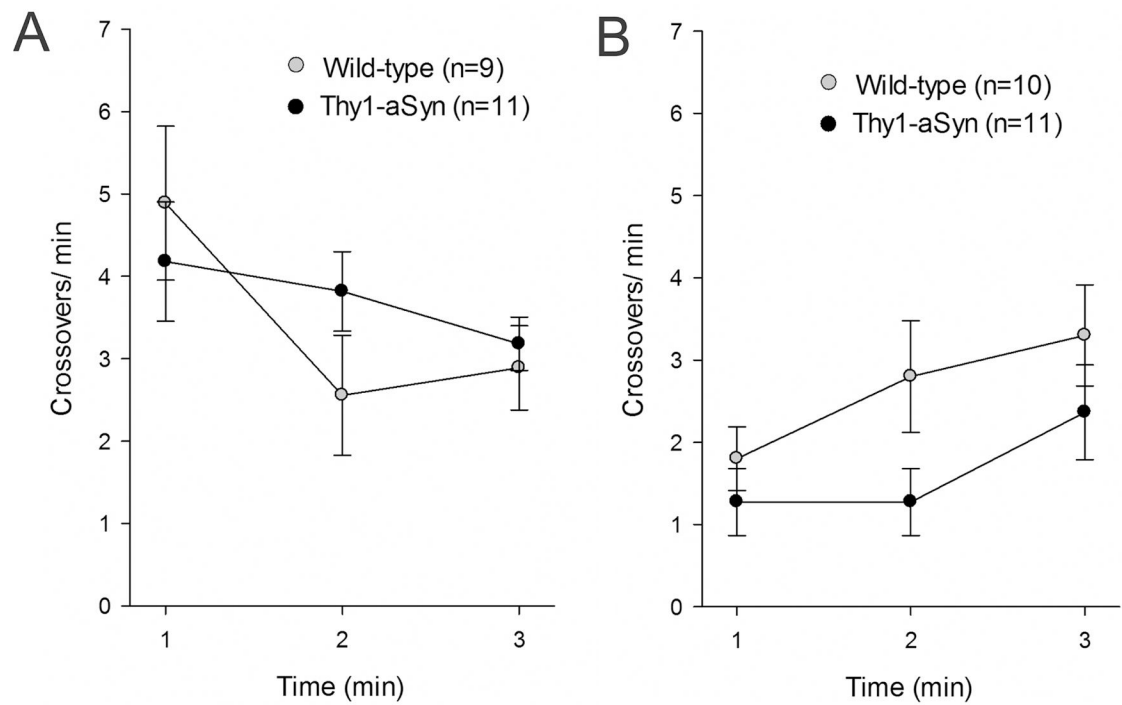 A
7
6
5
4
3
2
1
0
Crossovers/ min
Wild-type (n=9)
Thy1-aSyn (n=11)
1 2 3
Time (min)
B
7
6
5
4
3
2
1
0
Crossovers/ min
Wild-type (n=10)
Thy1-aSyn (n=11)
1 2 3
Time (min)